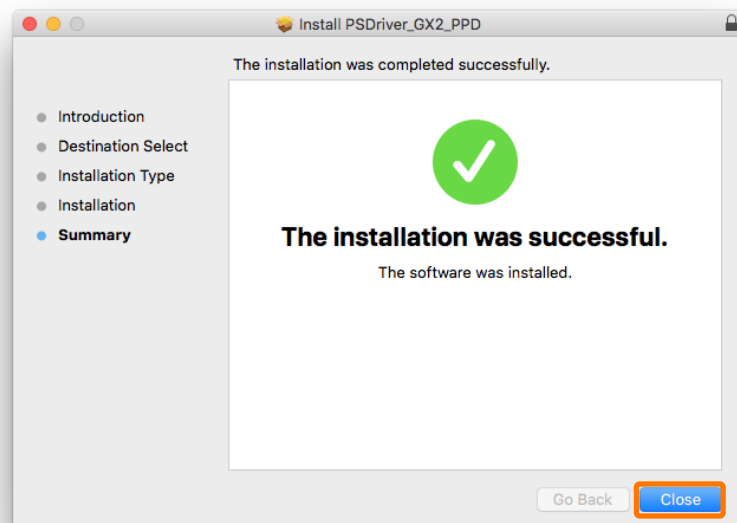 Install PSDriver_GX2_PPD
The installation was completed successfully.
Introduction
Destination Select
Installation Type
Installation
Summary
The installation was successful.
The software was installed.
Go Back
Close